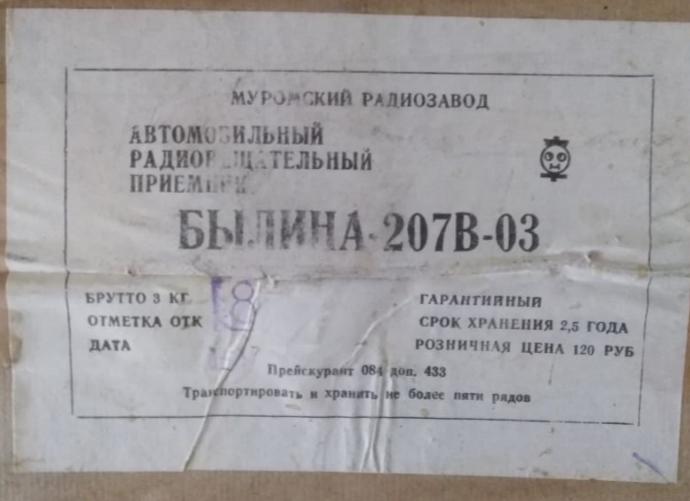 МУРОМСКИЙ РАДИОЗАВОД
АВТОМОБИЛЬНЫЙ
РАДИОВЕЩАТЕЛЬНЫЙ
ПРИЕМНИК
БЫЛИНА-207В-03
БРУТТО 3 КГ
ОТМЕТКА ОТК 8
ДАТА
ГАРАНТИЙНЫЙ
СРОК ХРАНЕНИЯ 2,5 ГОДА
РОЗНИЧНАЯ ЦЕНА 120 РУБ
Прейскурант 084 доп. 433
Транспортировать и хранить не более пяти рядов